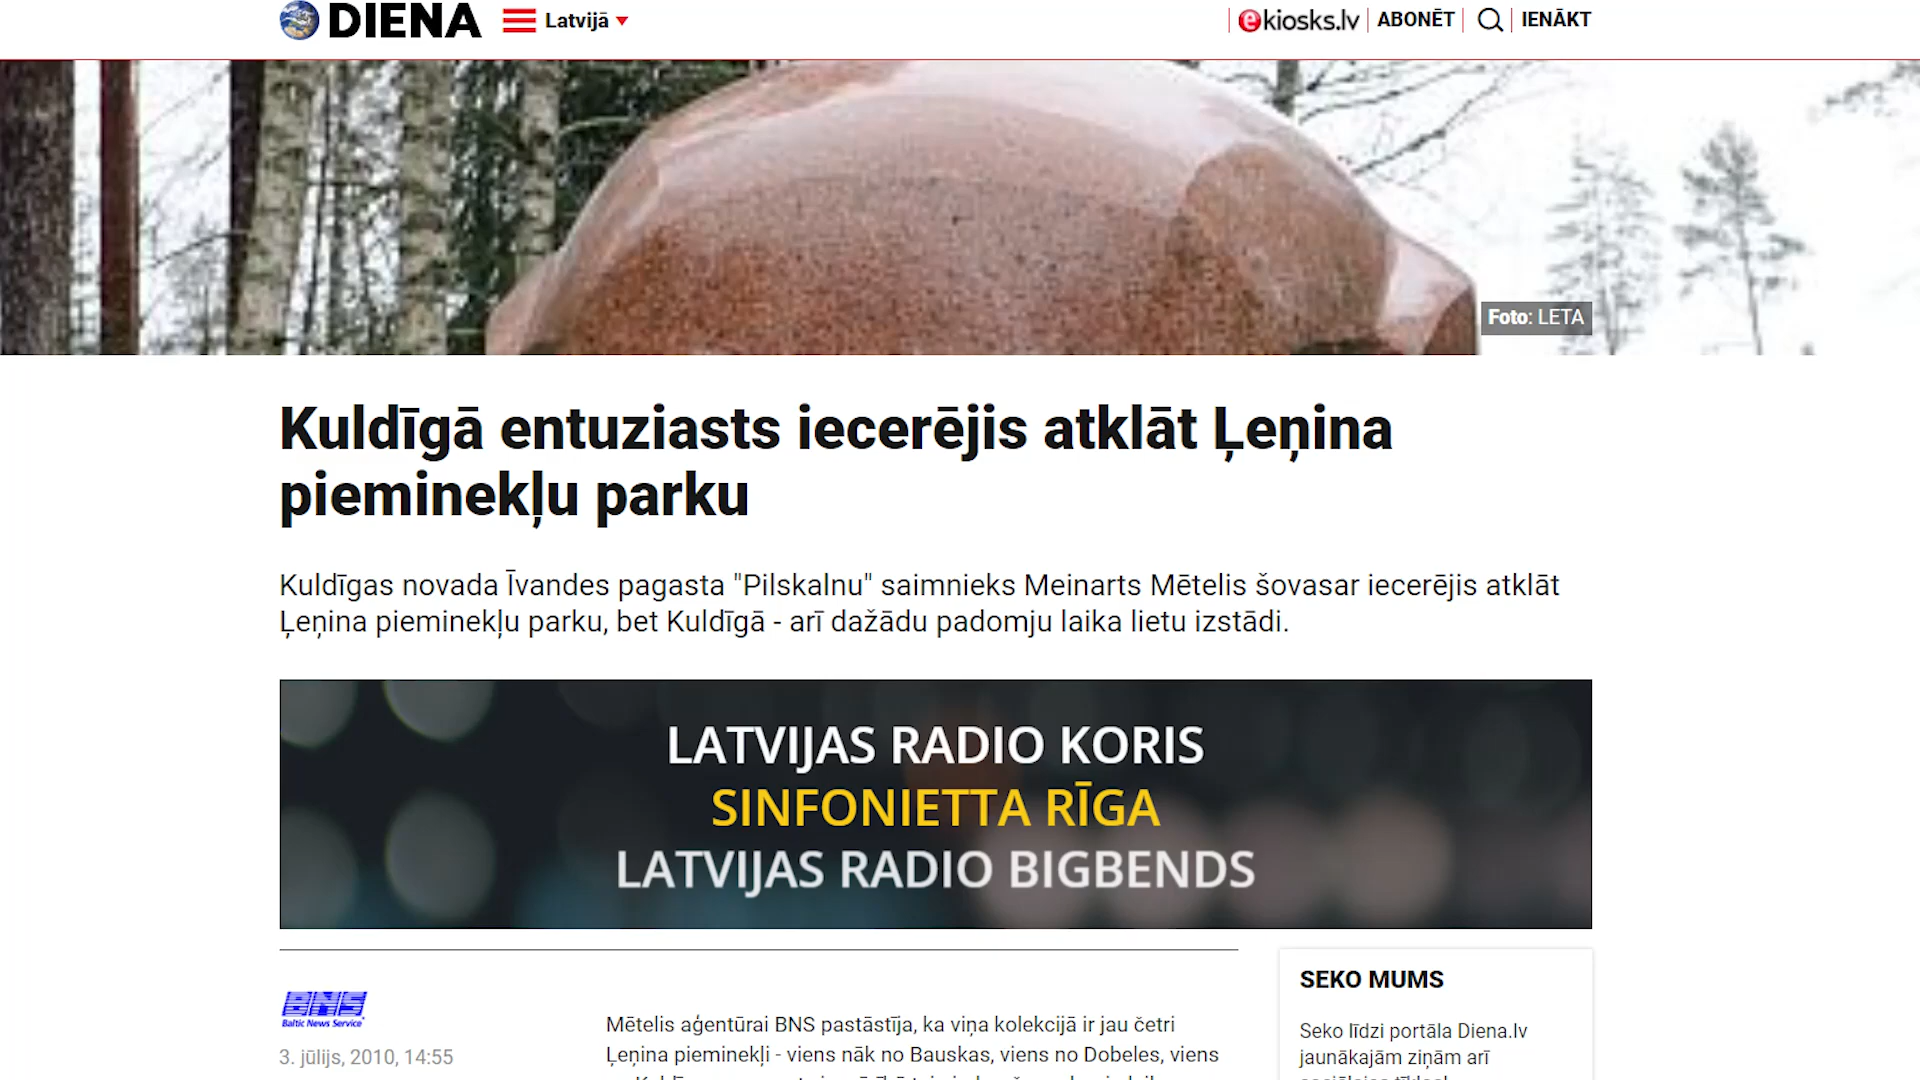 DIENA
Latvijā
ekiosks.lv
ABONĒT
IENĀKT
Foto: LETA
Kuldīgā entuziasts iecerējis atklāt Ļeņina
pieminekļu parku
Kuldīgas novada Īvandes pagasta "Pilskalnu" saimnieks Meinarts Mētelis šovasar iecerējis atklāt
Ļeņina pieminekļu parku, bet Kuldīgā - arī dažādu padomju laika lietu izstādi.
LATVIJAS RADIO KORIS
SINFONIETTA RĪGA
LATVIJAS RADIO BIGBENDS
BNS
Baltic News Service
3. jūlijs, 2010, 14:55
Mētelis aģentūrai BNS pastāstīja, ka viņa kolekcijā ir jau četri
Ļeņina pieminekļi - viens nāk no Bauskas, viens no Dobeles, viens
SEKO MUMS
Seko līdzi portāla Diena.lv
jaunākajām ziņām arī